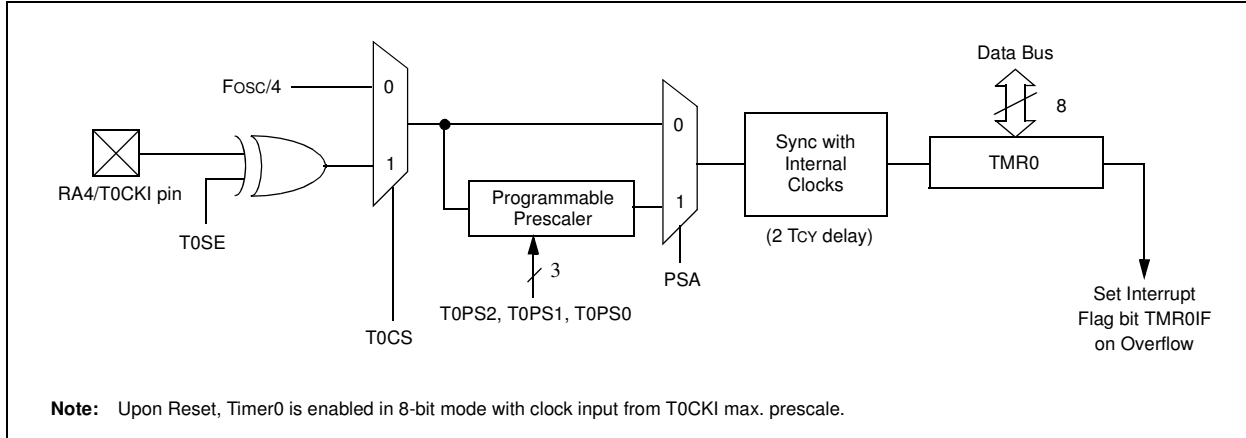 Data Bus
8
FOSC/4
0
1
RA4/T0CKI pin
T0SE
T0CS
Programmable
Prescaler
3
T0PS2, T0PS1, T0PS0
0
1
PSA
Sync with
Internal
Clocks
(2 TCY delay)
TMR0
Set Interrupt
Flag bit TMR0IF
on Overflow
Note: Upon Reset, Timer0 is enabled in 8-bit mode with clock input from T0CKI max. prescale.